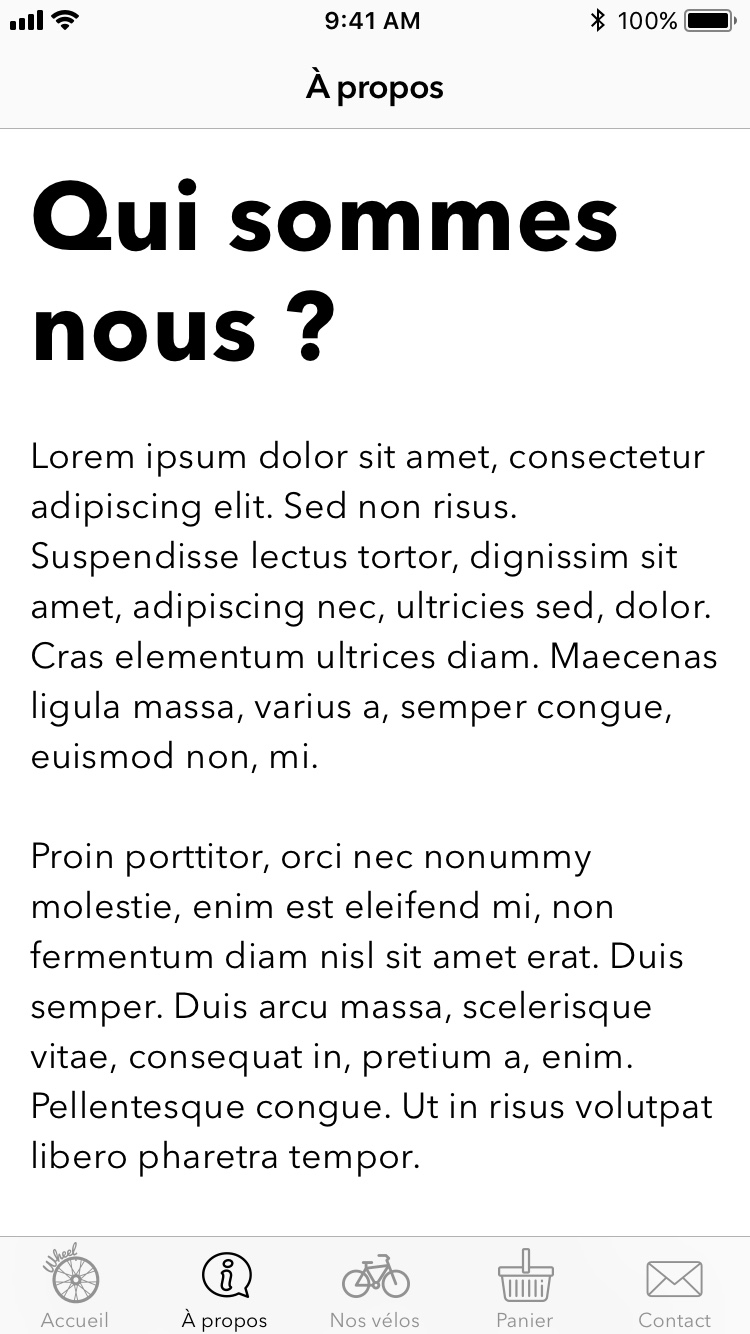 9:41 AM
100%
À propos
Qui sommes
nous ?
Lorem ipsum dolor sit amet, consectetur
adipiscing elit. Sed non risus.
Suspendisse lectus tortor, dignissim sit
amet, adipiscing nec, ultricies sed, dolor.
Cras elementum ultrices diam. Maecenas
ligula massa, varius a, semper congue,
euismod non, mi.
Proin porttitor, orci nec nonummy
molestie, enim est eleifend mi, non
fermentum diam nisl sit amet erat. Duis
semper. Duis arcu massa, scelerisque
vitae, consequat in, pretium a, enim.
Pellentesque congue. Ut in risus volutpat
libero pharetra tempor.
Wheel
Accueil
À propos
Nos vélos
Panier
Contact